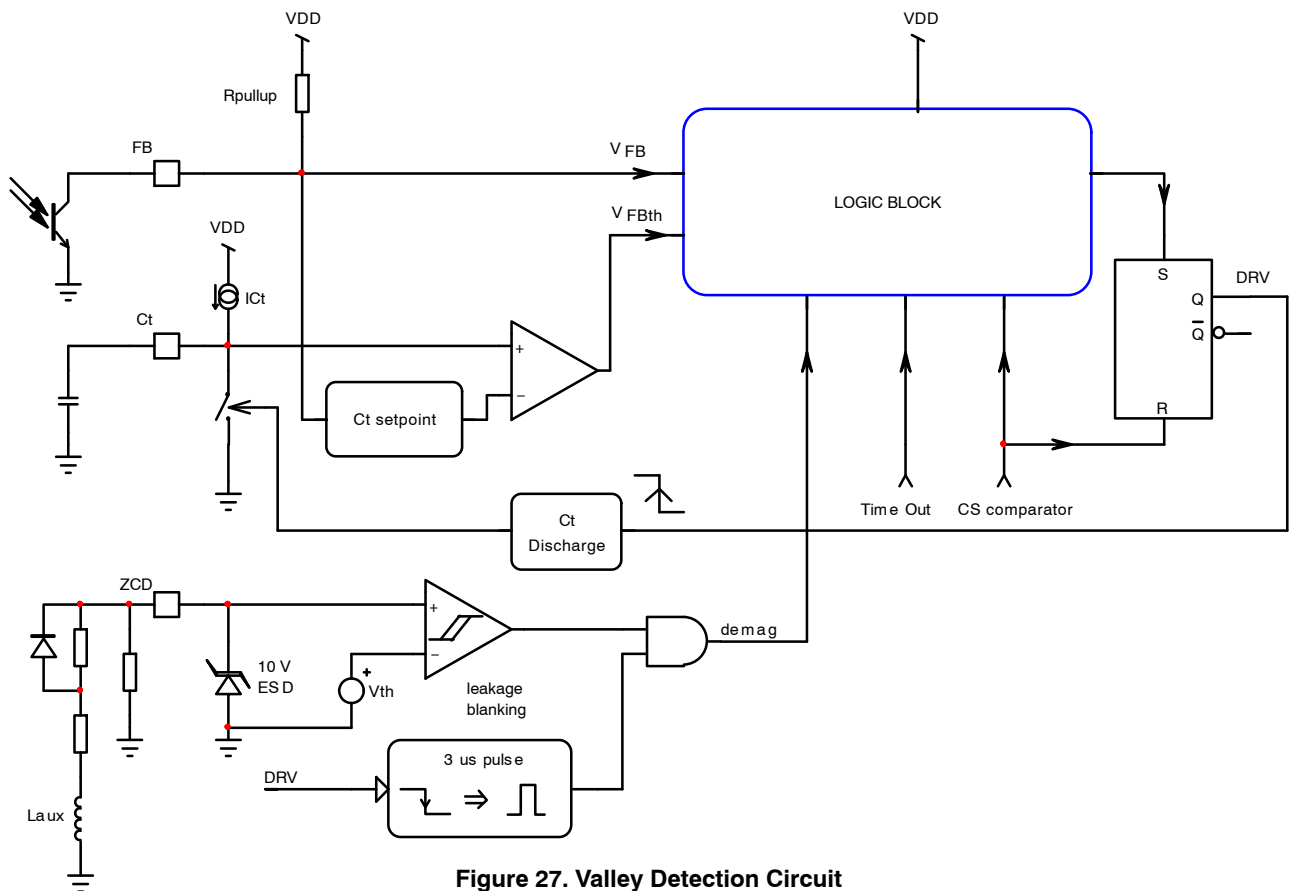 VDD
VDD
Rpullup
FB
V FB
LOGIC BLOCK
V FBth
VDD
ICt
Ct
S
Q
DRV
Q
+
−
Ct setpoint
R
Time Out
CS comparator
Ct
Discharge
ZCD
+
−
demag
10 V
ESD
+
Vth
leakage
blanking
3 us pulse
DRV
⇒
Laux
Figure 27. Valley Detection Circuit